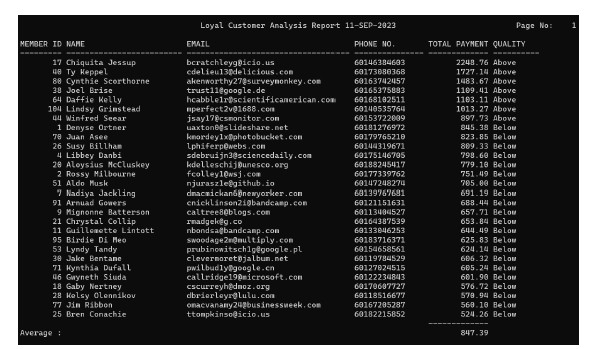 Loyal Customer Analysis Report 11-SEP-2023 Page No: 1
MEMBER ID NAME EMAIL PHONE NO. TOTAL PAYMENT QUALITY
--------- ------------------------- ------------------------------ --------------- ------------- ----------
17 Chiquita Jessup bcratchleyg@icio.us 60146384603 2248.76 Above
40 Ty Keppel cdelieu13@delicious.com 60173080368 1727.14 Above
80 Cynthie Scorthorne akenworthy27@surveymonkey.com 60163742457 1483.67 Above
38 Joel Brise trust11@google.de 60165375883 1109.41 Above
64 Daffie Kelly hcabble1r@scientificamerican.com 60168102511 1103.11 Above
104 Lindsy Grimstead mperfect2v@1688.com 60140535764 1013.27 Above
44 Winfred Seear jsay17@csmonitor.com 60153722009 897.73 Above
1 Denyse Ortner uaxton0@slideshare.net 60181276972 845.38 Below
70 Juan Asee kmordey1x@photobucket.com 60179765210 823.85 Below
26 Susy Billham lphiferp@webs.com 60144319671 809.33 Below
4 Libbey Danbi sdebruijn3@sciencedaily.com 60175146705 798.60 Below
20 Aloysius McCluskey kdelleschij@unesco.org 60188245417 779.10 Below
2 Rossy Milbourne fcolley1@wsj.com 60177339762 751.49 Below
51 Aldo Musk njurasz1e@github.io 60147248274 705.00 Below
7 Nadiya Jackling dmacmickan6@newyorker.com 60139767681 691.19 Below
91 Arnuad Gowers cnicklinson2i@bandcamp.com 60121151631 688.44 Below
9 Mignonne Batterson caltree8@blogs.com 60113404527 657.71 Below
21 Chrystal Collip rmadgek@g.co 60164387539 653.84 Below
11 Guillemette Lintott nbondsa@bandcamp.com 60133046253 644.49 Below
95 Birdie Di Meo swoodage2m@multiply.com 60183716371 625.83 Below
53 Lyndy Tandy prubinowitsch1g@google.pl 60154658561 624.14 Below
30 Jake Bentame clevermoret@jalbum.net 60119784529 606.32 Below
71 Kynthia Dufall pwilbud1y@google.cn 60127024515 605.24 Below
46 Gwyneth Siuda callridge19@microsoft.com 60122234843 601.90 Below
18 Gaby Nertney cscurreyh@dmoz.org 60170607727 576.72 Below
28 Kelsy Olennikov dbrierleyr@lulu.com 60118516677 570.94 Below
77 Jim Ribbon omacvanamy24@businessweek.com 60167205287 560.10 Below
25 Bren Conachie ttompkinso@icio.us 60182215852 524.26 Below
-------------
Average : 847.39